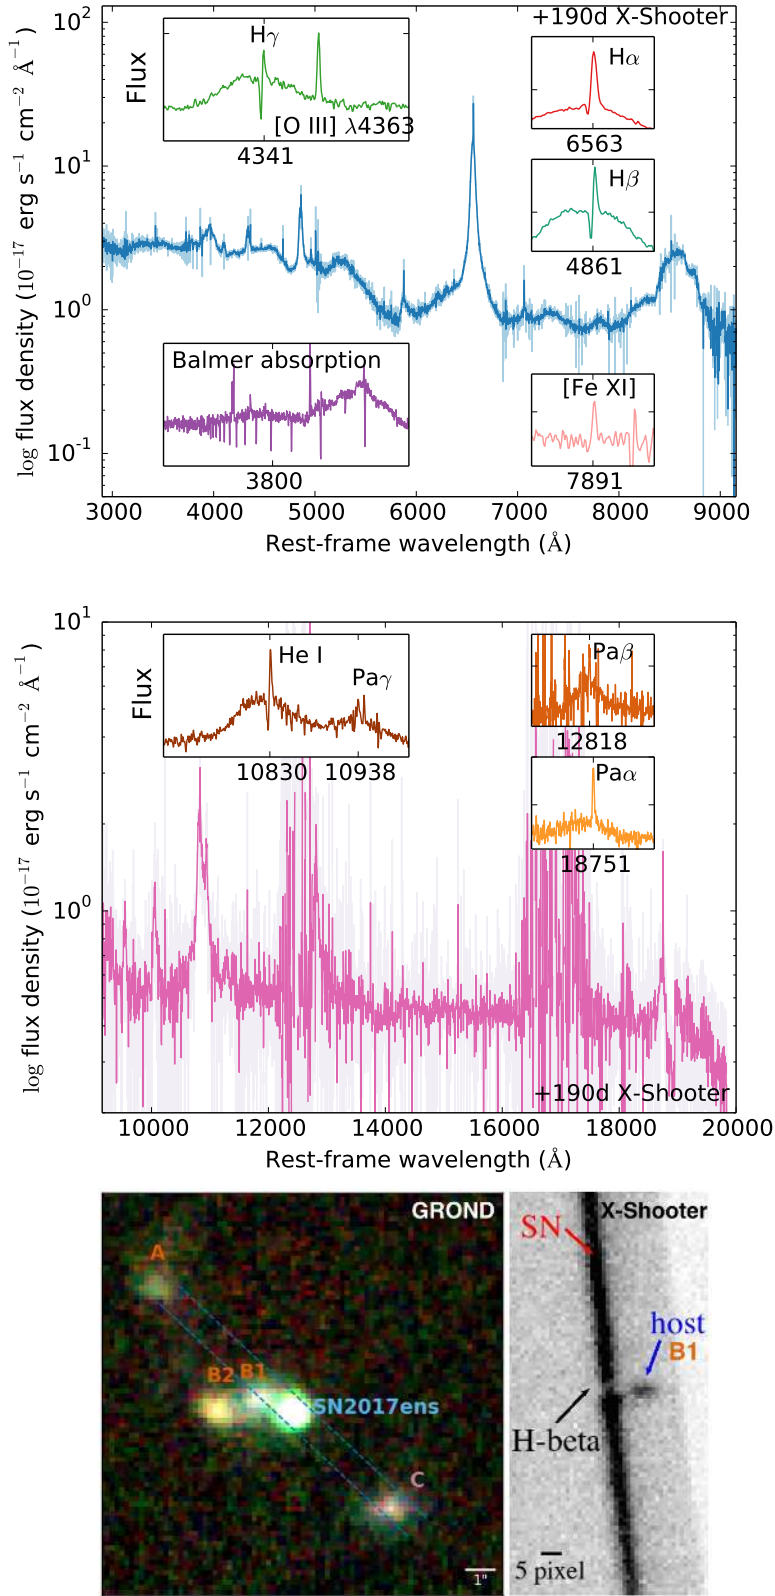 +190d X-Shooter
10²
10¹
10⁰
10⁻¹
log flux density (10⁻¹⁷ erg s⁻¹ cm⁻² Å⁻¹)
Flux
Hγ
[O III] λ4363
4341
Hα
6563
Hβ
4861
Balmer absorption
3800
[Fe XI]
7891
3000 4000 5000 6000 7000 8000 9000
Rest-frame wavelength (Å)
10¹
10⁰
log flux density (10⁻¹⁷ erg s⁻¹ cm⁻² Å⁻¹)
Flux
He I
Paγ
10830 10938
Paβ
12818
Paα
18751
+190d X-Shooter
10000 12000 14000 16000 18000 20000
Rest-frame wavelength (Å)
GROND
A
B2 B1
SN2017ens
C
1"
X-Shooter
SN
host
B1
H-beta
5 pixel